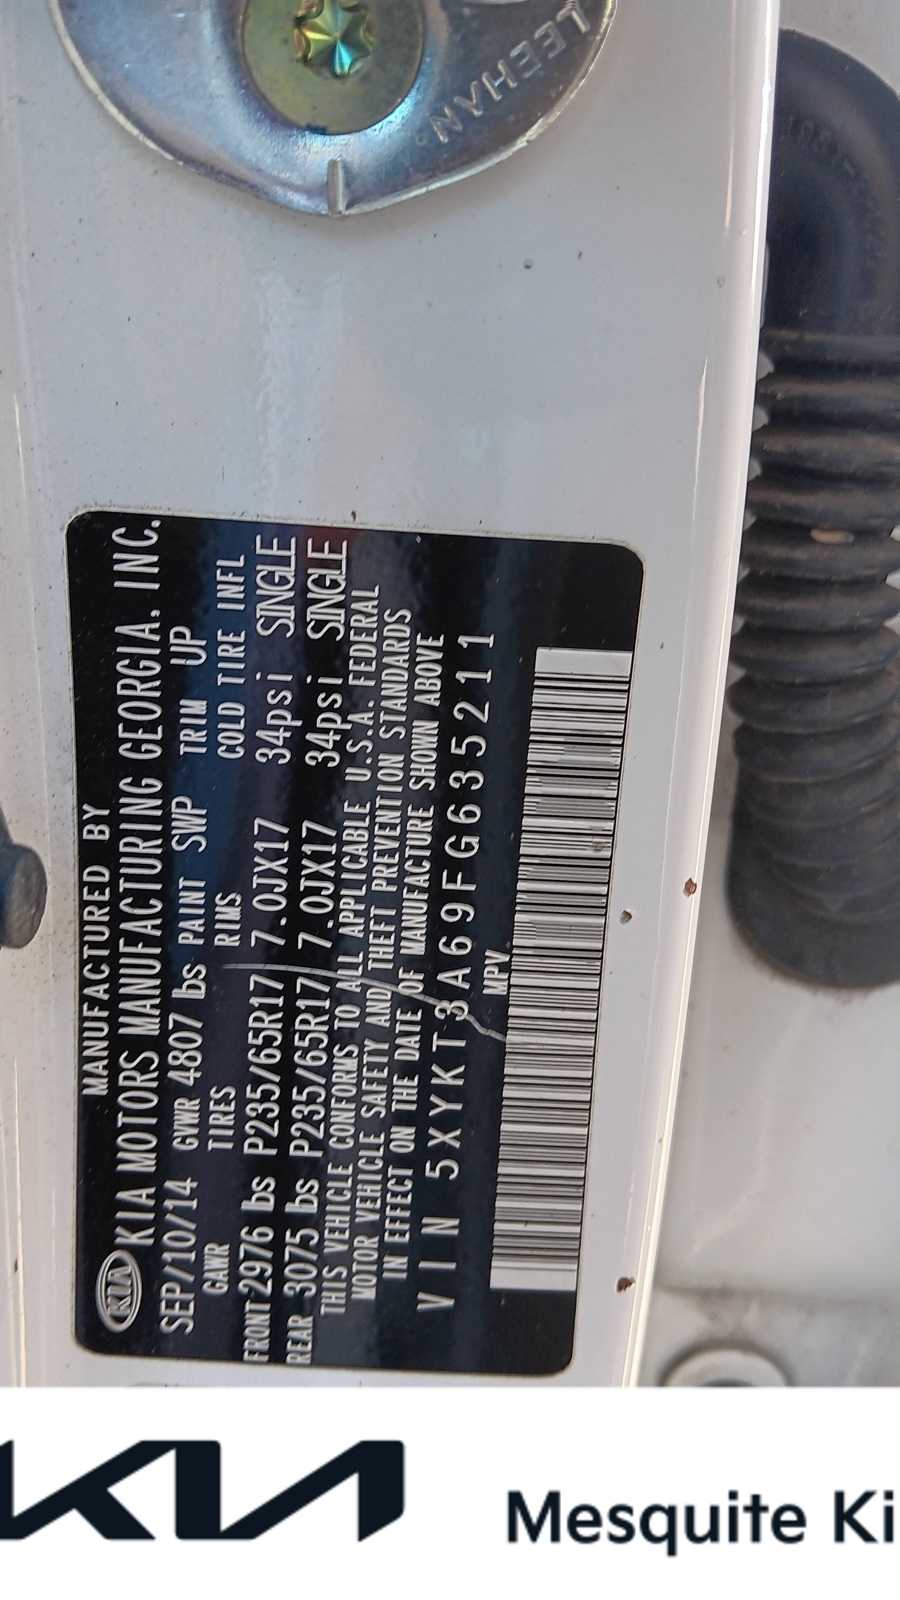 LEEHAN
MANUFACTURED BY
KIA KIA MOTORS MANUFACTURING GEORGIA, INC.
SEP/10/14 GVWR 4807 lbs PAINT SWP TRIM UP
GAWR TIRES RIMS COLD TIRE INFL
FRONT 2976 lbs P235/65R17 7.0JX17 34psi SINGLE
REAR 3075 lbs P235/65R17 7.0JX17 34psi SINGLE
THIS VEHICLE CONFORMS TO ALL APPLICABLE U.S.A. FEDERAL
MOTOR VEHICLE SAFETY AND THEFT PREVENTION STANDARDS
IN EFFECT ON THE DATE OF MANUFACTURE SHOWN ABOVE
VIN 5XYKT3A69FG635211
MPV
KIA
Mesquite Ki